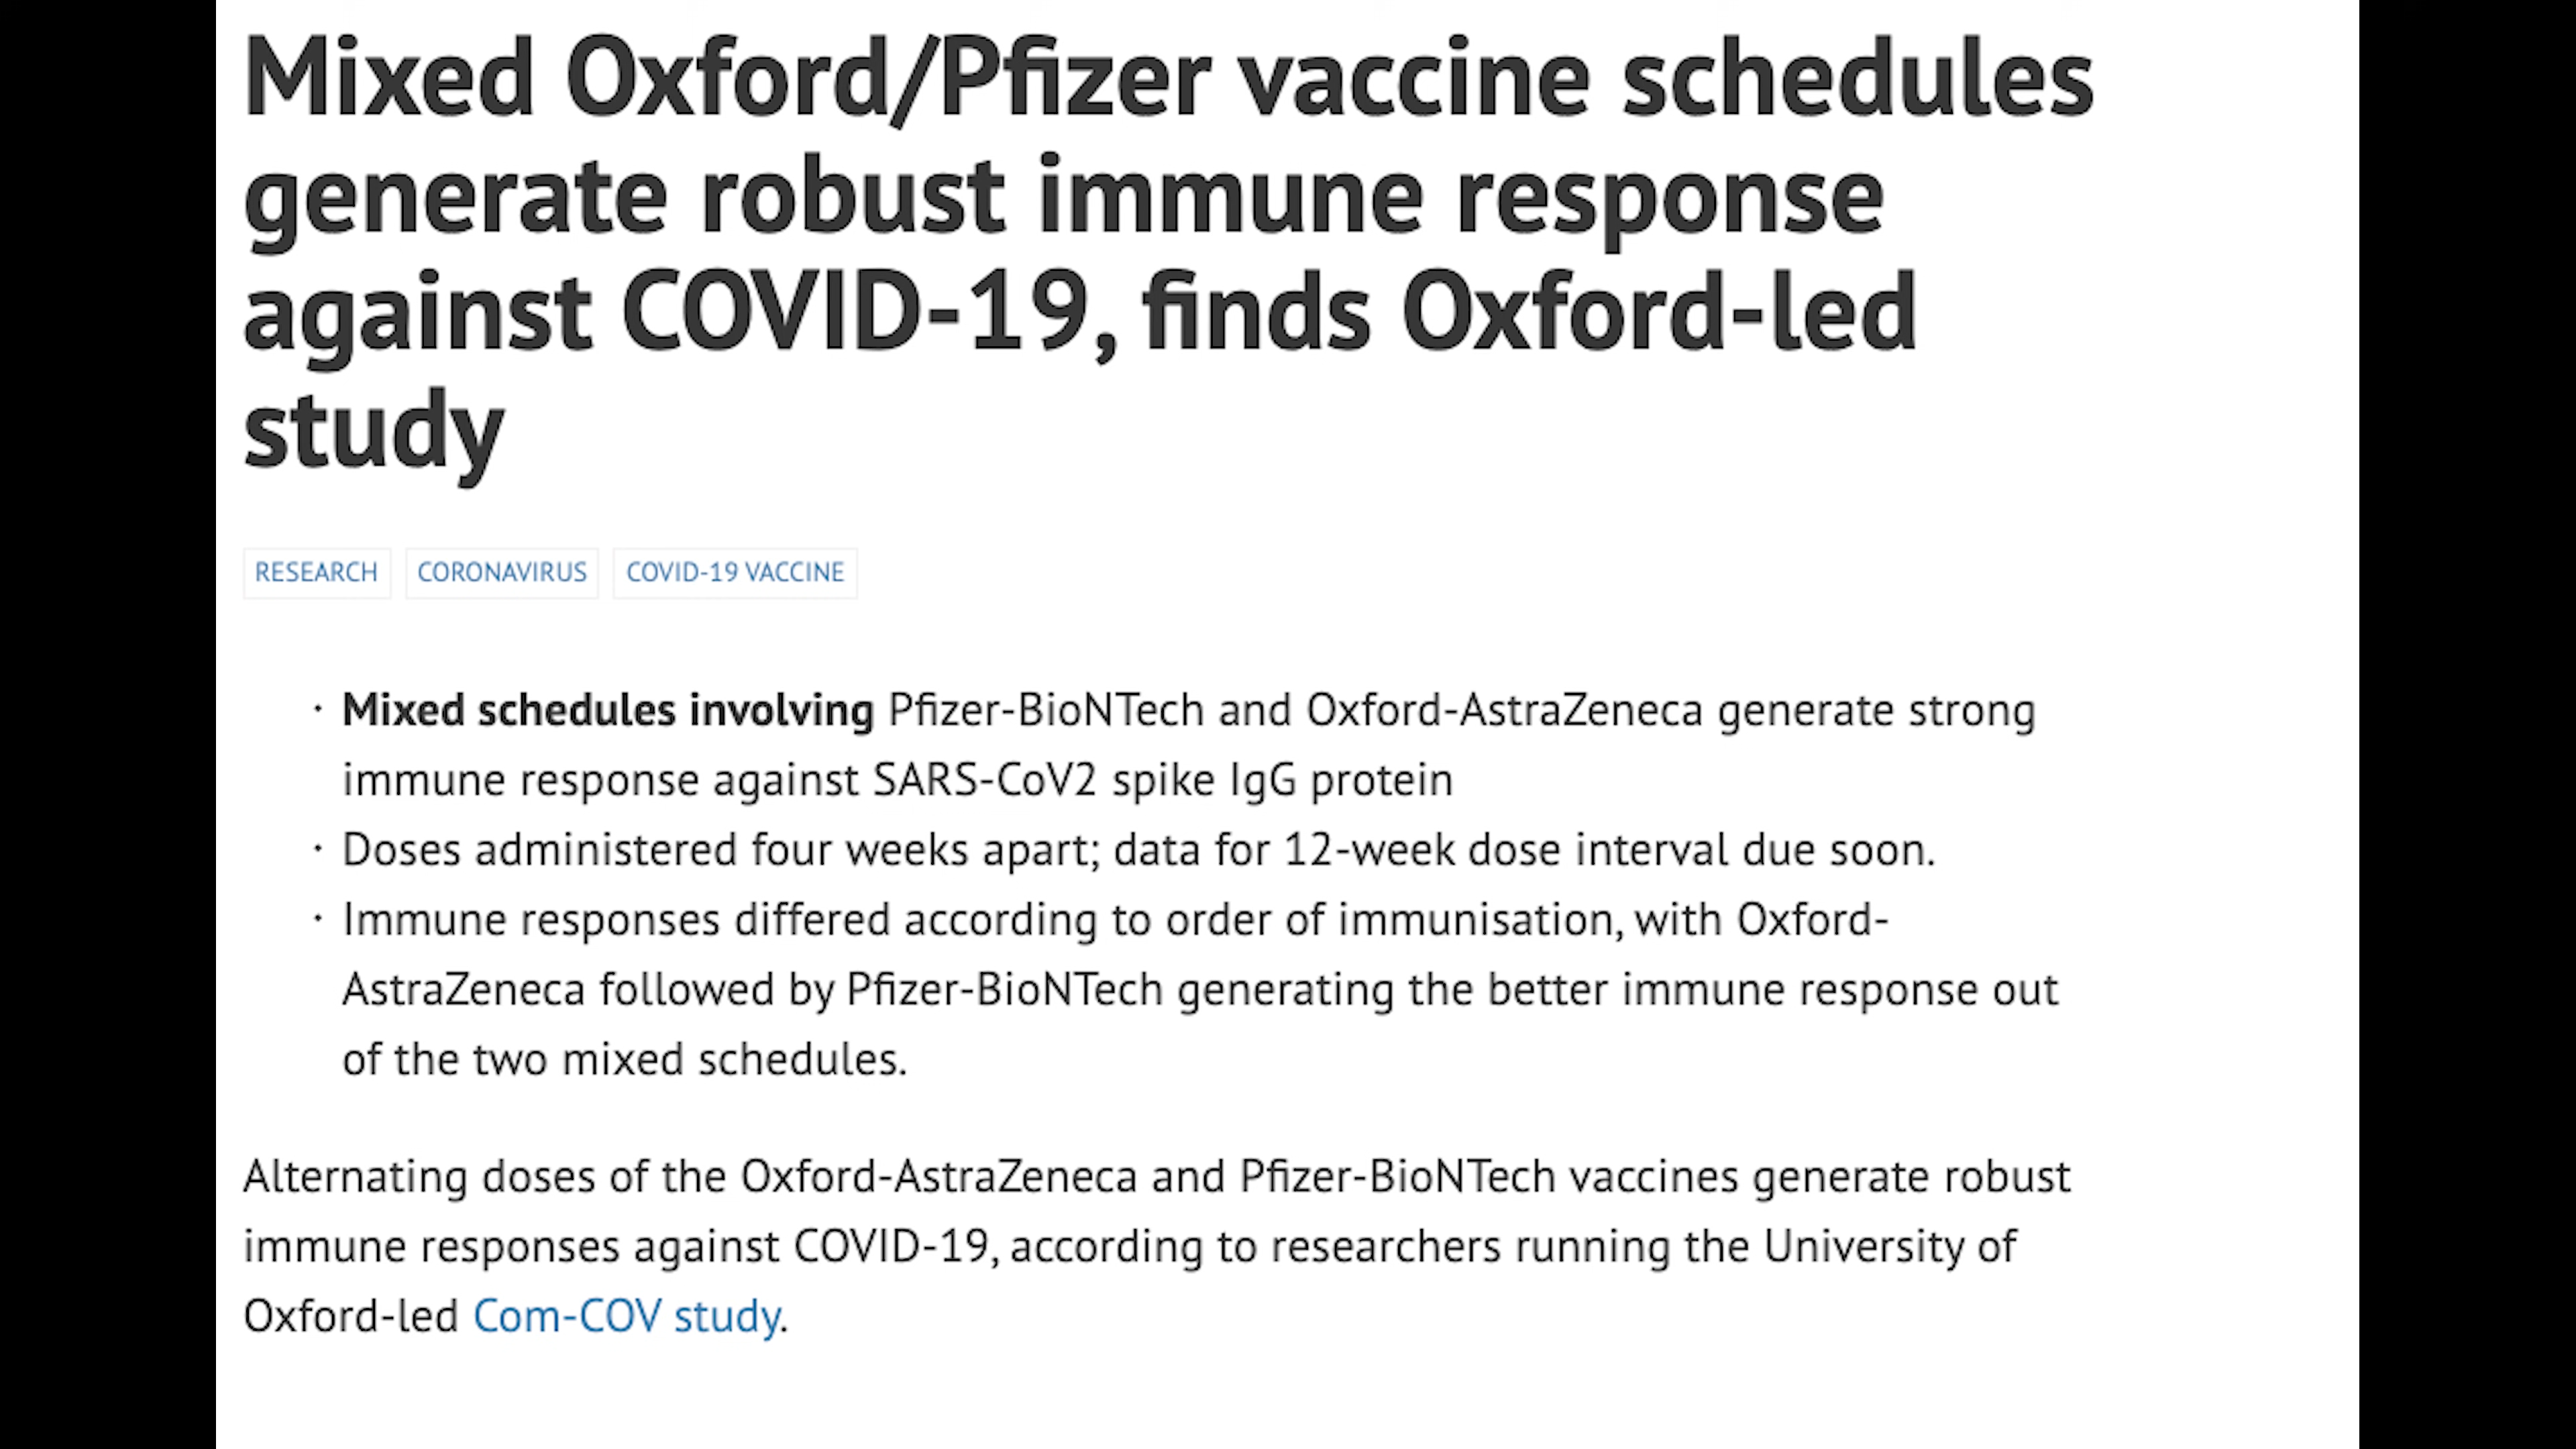 Mixed Oxford/Pfizer vaccine schedules
generate robust immune response
against COVID-19, finds Oxford-led
study
RESEARCH CORONAVIRUS COVID-19 VACCINE
· Mixed schedules involving Pfizer-BioNTech and Oxford-AstraZeneca generate strong
immune response against SARS-CoV2 spike IgG protein
· Doses administered four weeks apart; data for 12-week dose interval due soon.
· Immune responses differed according to order of immunisation, with Oxford-
AstraZeneca followed by Pfizer-BioNTech generating the better immune response out
of the two mixed schedules.
Alternating doses of the Oxford-AstraZeneca and Pfizer-BioNTech vaccines generate robust
immune responses against COVID-19, according to researchers running the University of
Oxford-led Com-COV study.